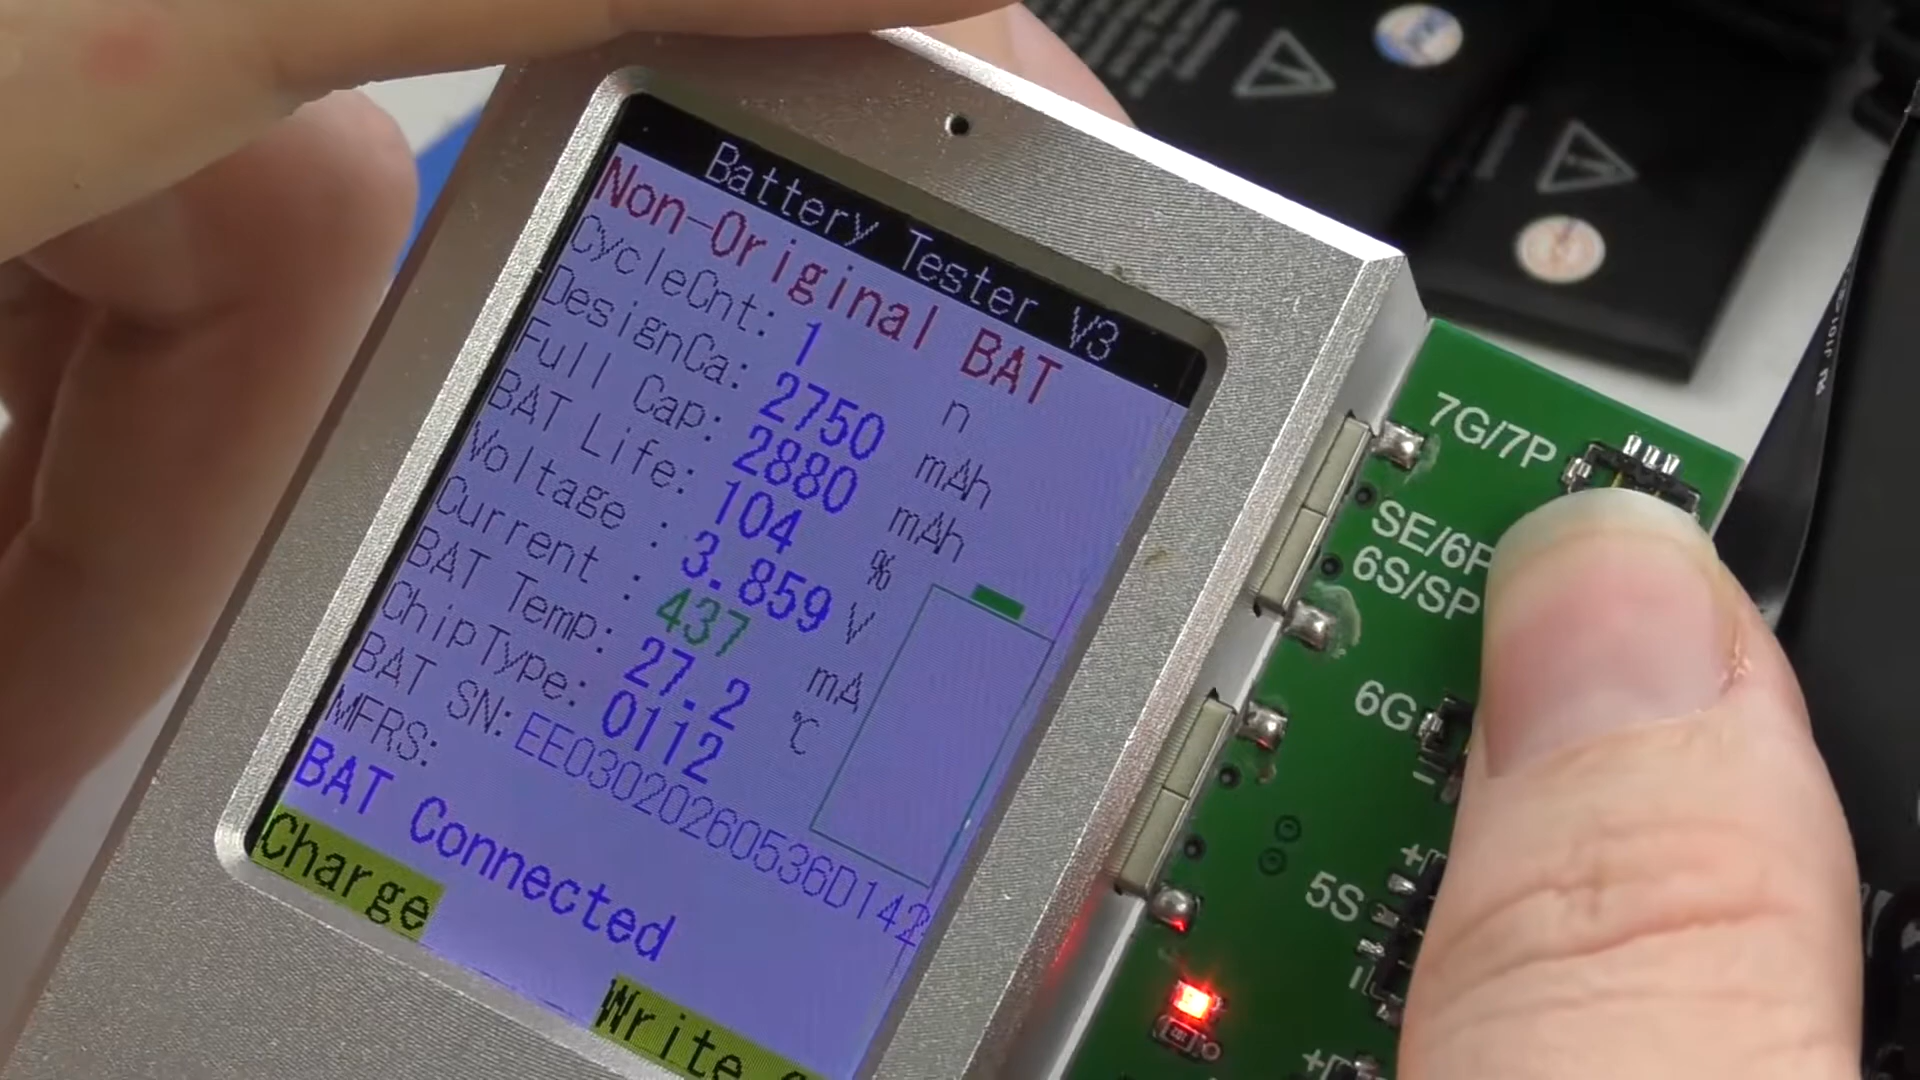 Battery Tester V3
Non-Original BAT
CycleCnt: 1 n
DesignCa: 2750 mAh
Full Cap: 2880 mAh
BAT Life: 104 %
Voltage : 3.859 V
Current : 437 mA
BAT Temp: 27.2 ℃
ChipType: 0112
BAT SN: EE03020260536D142
MFRS:
BAT Connected
Charge
Write
7G/7P
SE/6P
6S/SP
6G
5S